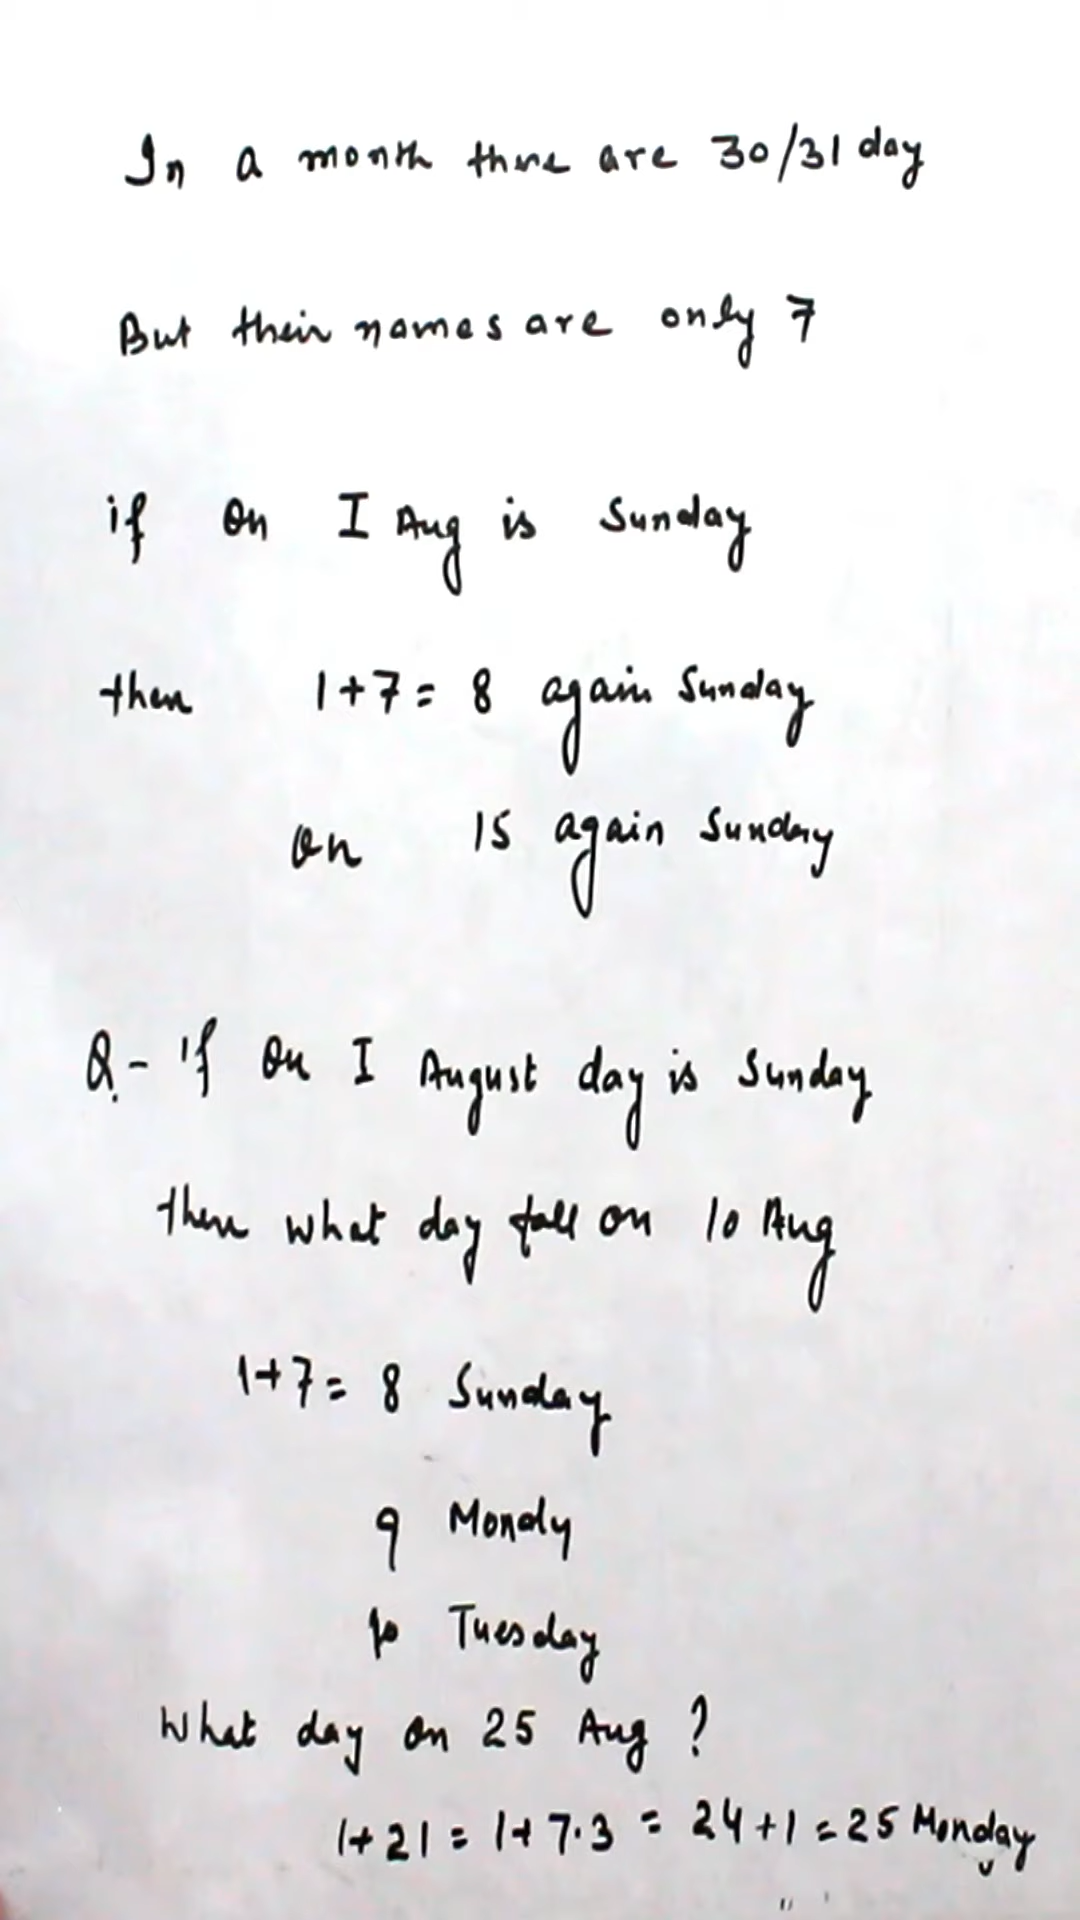 In a month there are 30/31 day
But their names are only 7
if on I Aug is Sunday
then 1+7= 8 again Sunday
on 15 again Sunday
Q.- if on I August day is Sunday
then what day fall on 10 Aug
1+7= 8 Sunday
9 Mondy
10 Tuesday
What day on 25 Aug ?
1+21 = 1+7.3 = 24+1=25 Monday